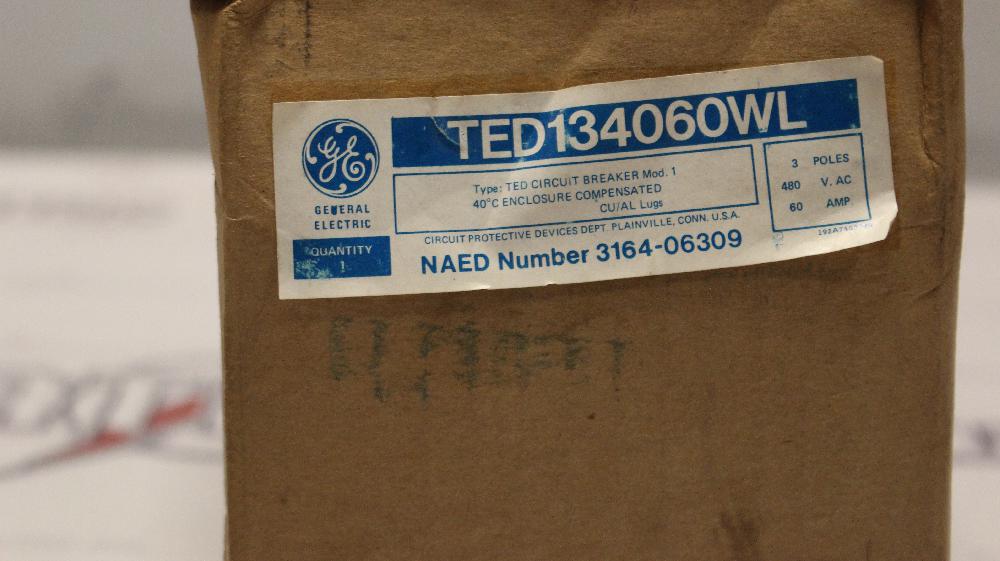 TED134060WL
GE
GENERAL
ELECTRIC
QUANTITY
1
Type: TED CIRCUIT BREAKER Mod. 1
40°C ENCLOSURE COMPENSATED
CU/AL Lugs
3 POLES
480 V. AC
60 AMP
CIRCUIT PROTECTIVE DEVICES DEPT. PLAINVILLE, CONN. U.S.A.
NAED Number 3164-06309